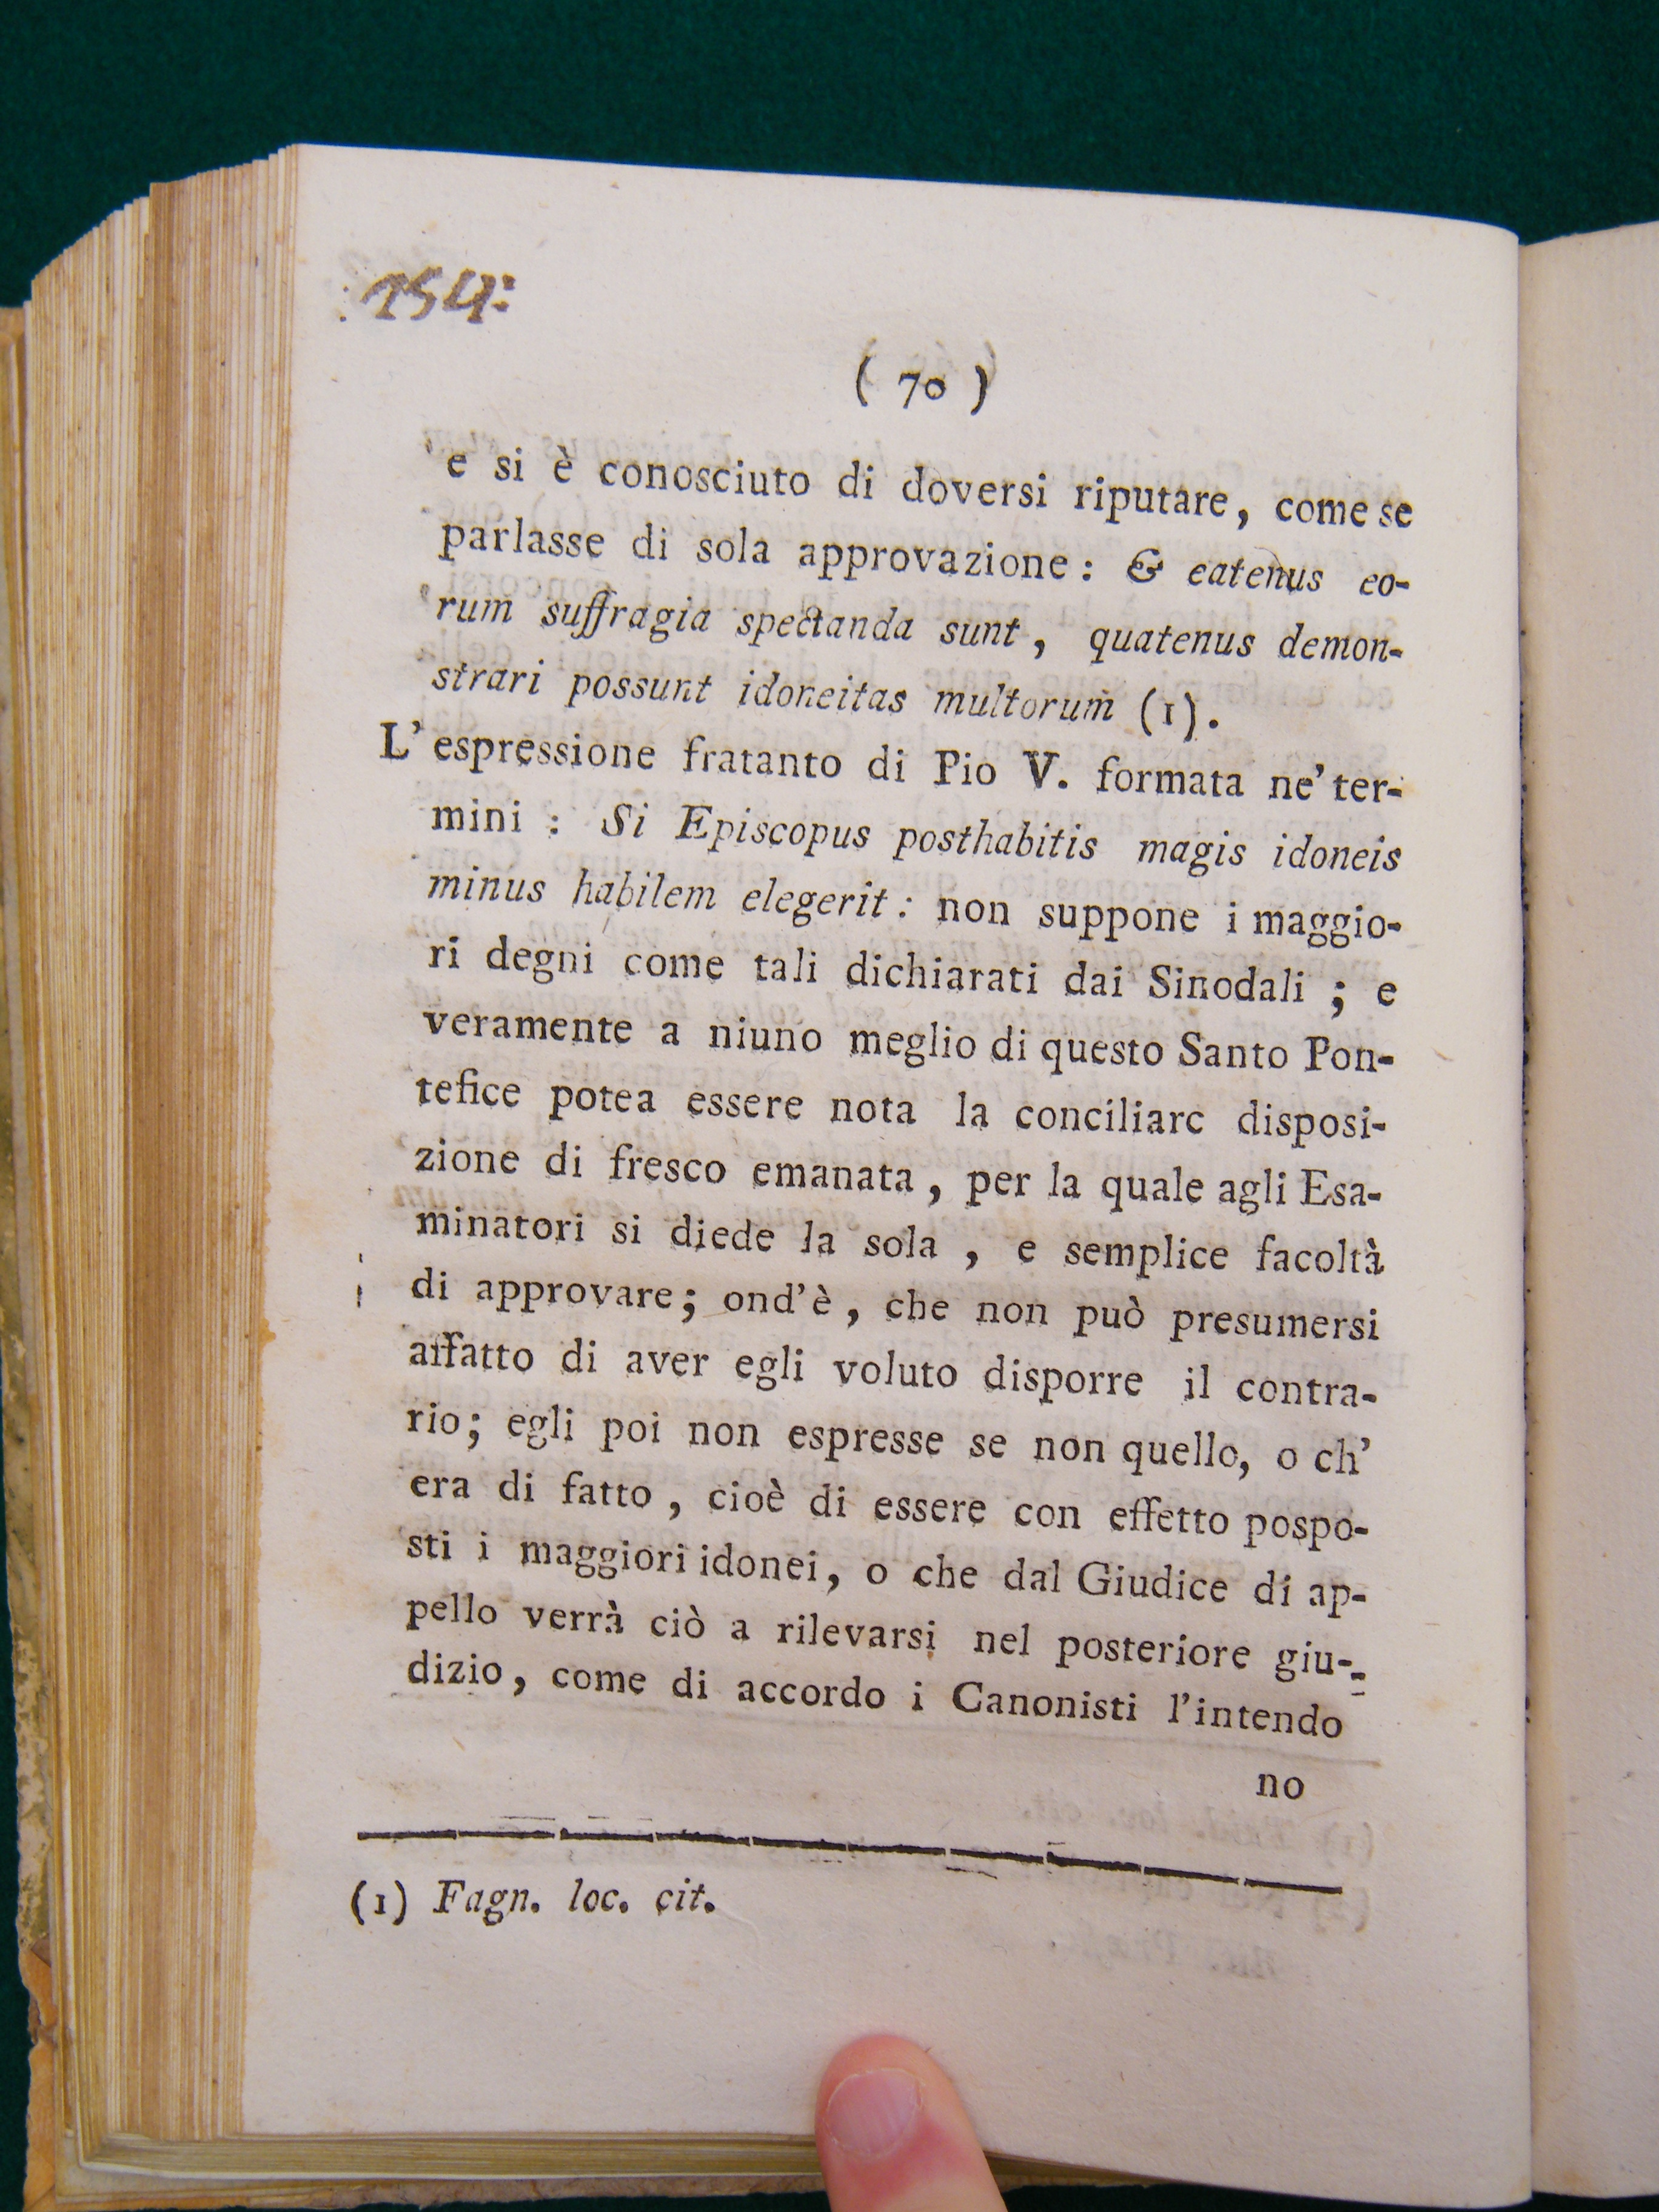 154:
( 70 )
e si è conosciuto di doversi riputare, come se
parlasse di sola approvazione: & eatenus eo-
rum suffragia spectanda sunt, quatenus demon-
strari possunt idoneitas multorum (1).
L'espressione fratanto di Pio V. formata ne' ter-
mini : Si Episcopus posthabitis magis idoneis
minus habilem elegerit: non suppone i maggio-
ri degni come tali dichiarati dai Sinodali ; e
veramente a niuno meglio di questo Santo Pon-
tefice potea essere nota la conciliare disposi-
zione di fresco emanata, per la quale agli Esa-
minatori si diede la sola , e semplice facoltà
di approvare; ond'è, che non può presumersi
affatto di aver egli voluto disporre il contra-
rio; egli poi non espresse se non quello, o ch'
era di fatto , cioè di essere con effetto pospo-
sti i maggiori idonei, o che dal Giudice di ap-
pello verrà ciò a rilevarsi nel posteriore giu-
dizio, come di accordo i Canonisti l'intendo
no
(1) Fagn. loc. cit.